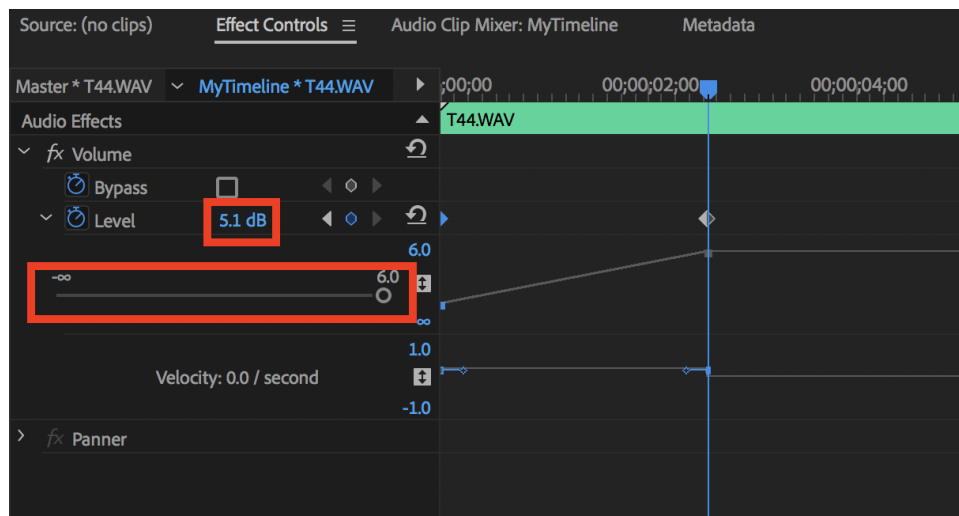 Source: (no clips) Effect Controls Audio Clip Mixer: MyTimeline Metadata
Master * T44.WAV MyTimeline * T44.WAV ;00;00 00;00;02;00 00;00;04;00
Audio Effects T44.WAV
fx Volume
Bypass
Level 5.1 dB
6.0
-∞ 6.0
∞
1.0
Velocity: 0.0 / second
-1.0
fx Panner